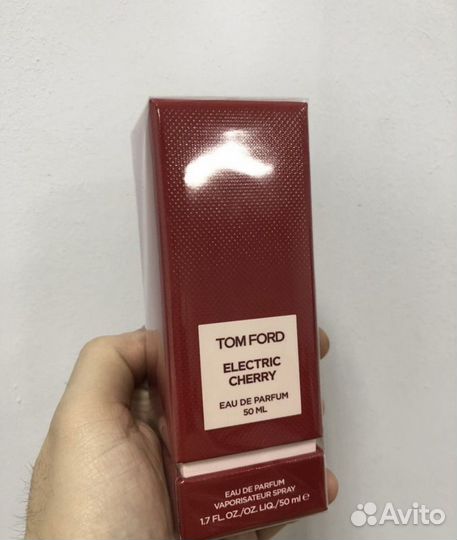 TOM FORD
ELECTRIC
CHERRY
EAU DE PARFUM
50 ML
EAU DE PARFUM
VAPORISATEUR SPRAY
1.7 FL.OZ./OZ. LIQ./50 ml ℮
Avito